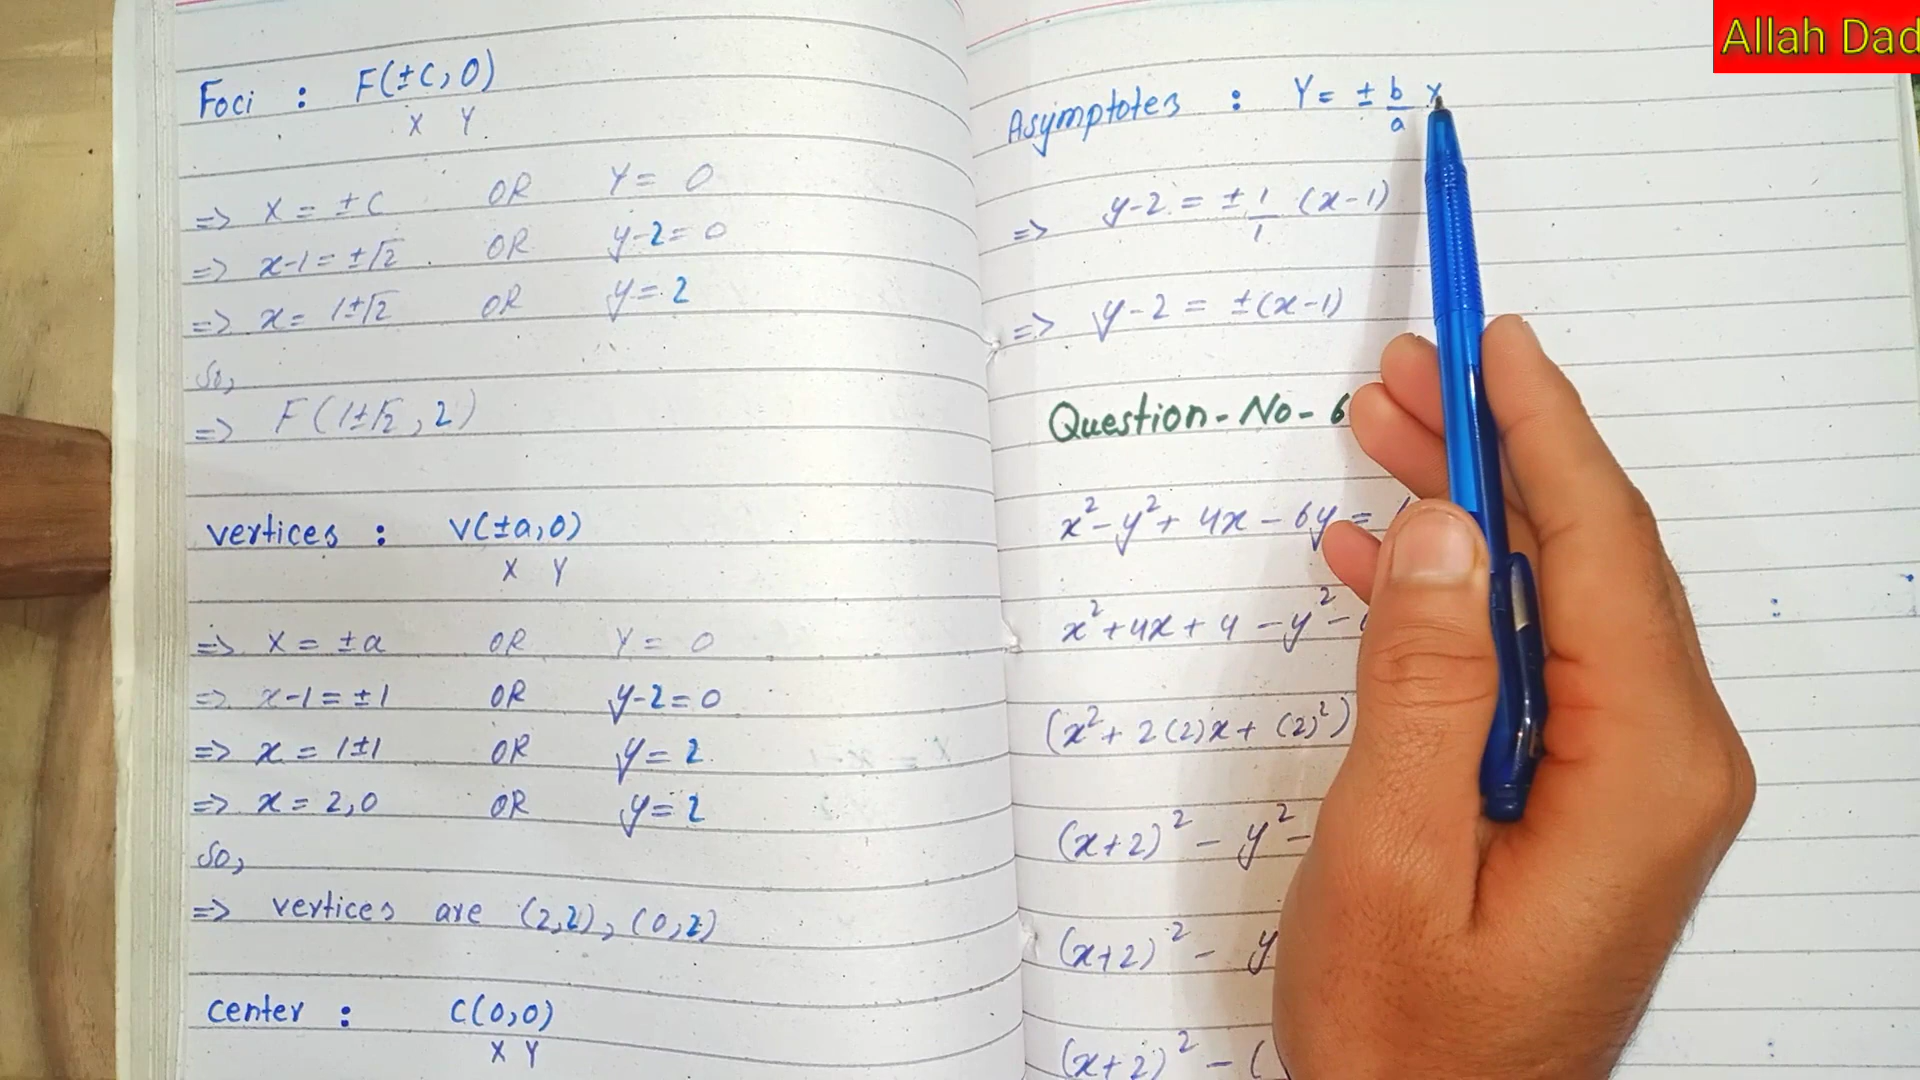 Foci : F(±C, 0)
X Y
=> X = ±C OR Y = 0
=> x-1 = ±√2 OR y-2 = 0
=> x = 1±√2 OR y = 2
So,
=> F(1±√2, 2)
vertices : V(±a, 0)
X Y
=> X = ±a OR Y = 0
=> x-1 = ±1 OR y-2 = 0
=> x = 1±1 OR y = 2
=> x = 2,0 OR y = 2
So,
=> vertices are (2,2), (0,2)
center : C(0,0)
X Y
Allah Dad
Asymptotes : Y = ± b/a X
=> y-2 = ± 1/1 (x-1)
=> y-2 = ±(x-1)
Question-No-6
x² - y² + 4x - 6y =
x² + 4x + 4 - y² -
(x² + 2(2)x + (2)²)
(x+2)² - y² -
(x+2)² - y
(x+2)² - (